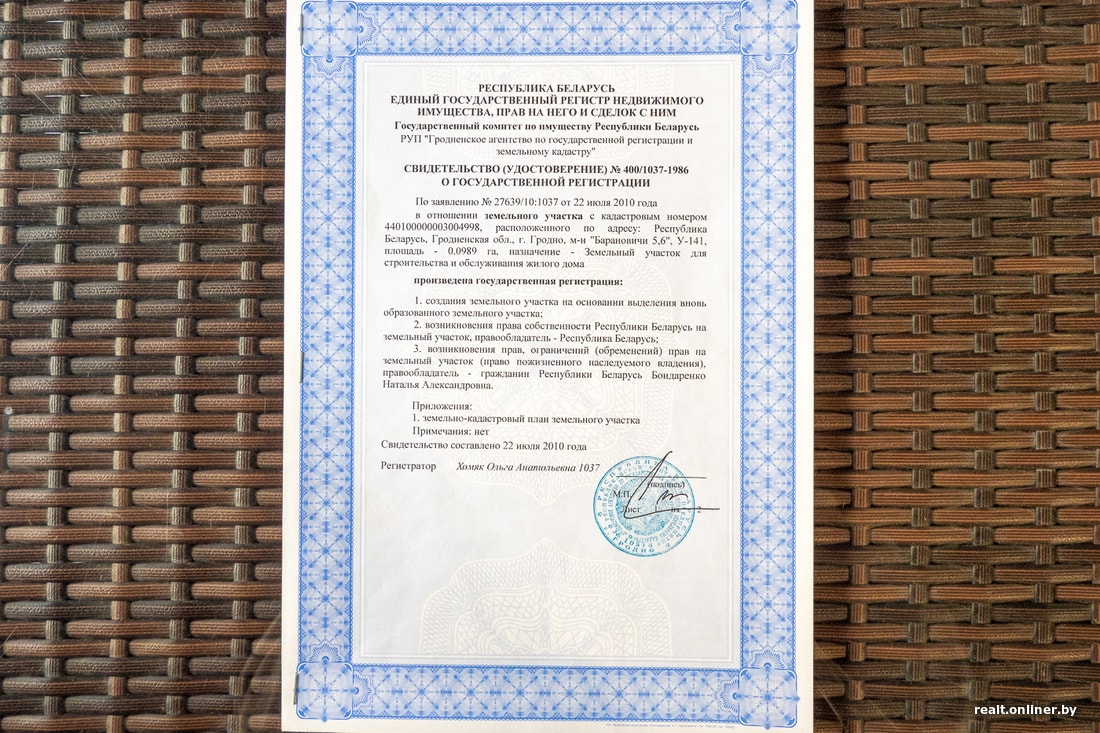 РЕСПУБЛИКА БЕЛАРУСЬ
ЕДИНЫЙ ГОСУДАРСТВЕННЫЙ РЕГИСТР НЕДВИЖИМОГО
ИМУЩЕСТВА, ПРАВ НА НЕГО И СДЕЛОК С НИМ
Государственный комитет по имуществу Республики Беларусь
РУП "Гродненское агентство по государственной регистрации и
земельному кадастру"
СВИДЕТЕЛЬСТВО (УДОСТОВЕРЕНИЕ) № 400/1037-1986
О ГОСУДАРСТВЕННОЙ РЕГИСТРАЦИИ
По заявлению № 27639/10:1037 от 22 июля 2010 года
в отношении земельного участка с кадастровым номером
440100000003004998, расположенного по адресу: Республика
Беларусь, Гродненская обл., г. Гродно, м-н "Барановичи 5,6", У-141,
площадь - 0.0989 га, назначение - Земельный участок для
строительства и обслуживания жилого дома
произведена государственная регистрация:
1. создания земельного участка на основании выделения вновь
образованного земельного участка;
2. возникновения права собственности Республики Беларусь на
земельный участок, правообладатель - Республика Беларусь;
3. возникновения прав, ограничений (обременений) прав на
земельный участок (право пожизненного наследуемого владения),
правообладатель - гражданин Республики Беларусь Бондаренко
Наталья Александровна.
Приложения:
1. земельно-кадастровый план земельного участка
Примечания: нет
Свидетельство составлено 22 июля 2010 года
Регистратор Хомяк Ольга Анатольевна 1037
(подпись)
М.П.
Лист
realt.onliner.by